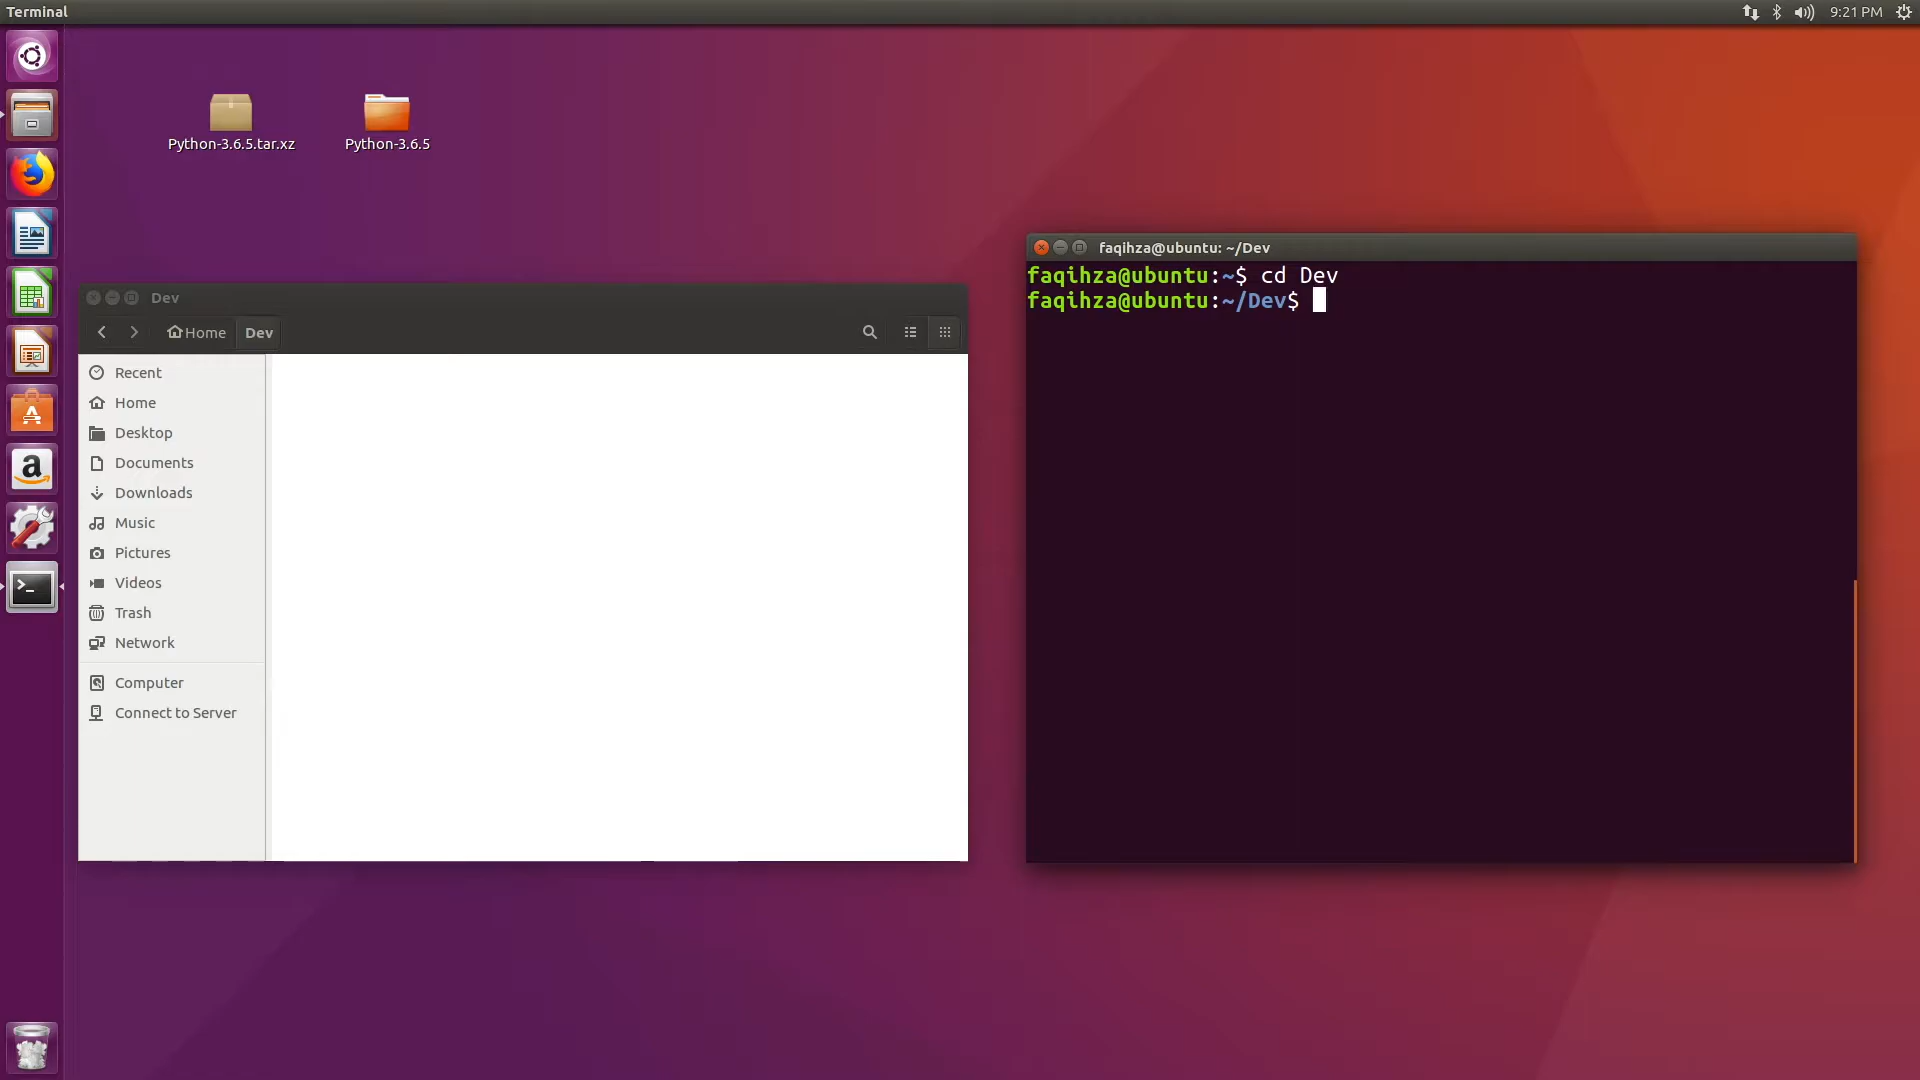 Terminal
9:21 PM
Python-3.6.5.tar.xz
Python-3.6.5
Dev
Home
Dev
Recent
Home
Desktop
Documents
Downloads
Music
Pictures
Videos
Trash
Network
Computer
Connect to Server
faqihza@ubuntu: ~/Dev
faqihza@ubuntu:~$ cd Dev
faqihza@ubuntu:~/Dev$